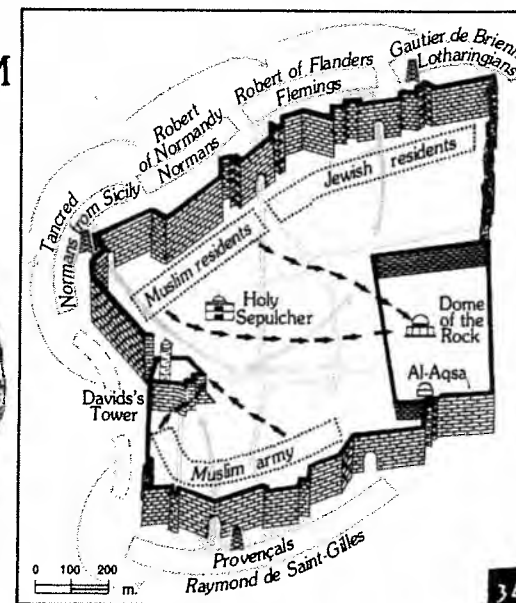 M
Gautier de Brienn
Lotharingians
Robert of Flanders
Flemings
Robert
of Normandy
Normans
Tancred
Normans from Sicily
Jewish residents
Muslim residents
Holy
Sepulcher
Dome
of the
Rock
Al-Aqsa
Davids's
Tower
Muslim army
Provençals
Raymond de Saint-Gilles
0 100 200
m.
34